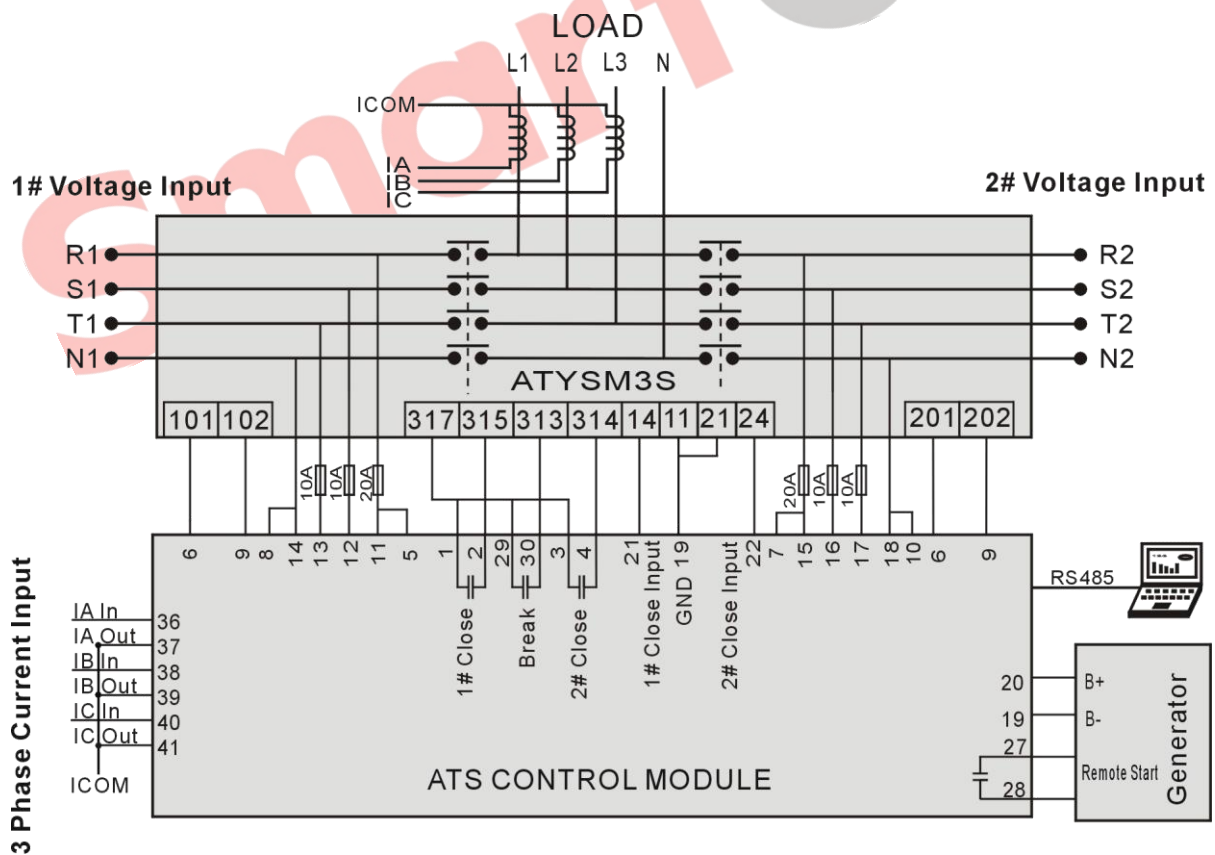 Smart
LOAD
L1 L2 L3 N
ICOM
IA
IB
IC
1# Voltage Input
2# Voltage Input
R1
S1
T1
N1
R2
S2
T2
N2
ATYSM3S
101 102 317 315 313 314 14 11 21 24 201 202
10A 10A 20A 20A 10A 10A
6 9 8 14 13 12 11 5 1 2 29 30 3 4 21 19 22 7 15 16 17 18 10 6 9
1# Close
Break
2# Close
1# Close Input
GND
2# Close Input
RS485
3 Phase Current Input
IA In 36
IA Out 37
IB In 38
IB Out 39
IC In 40
IC Out 41
ICOM
ATS CONTROL MODULE
20 B+
19 B-
27
Remote Start
28
Generator